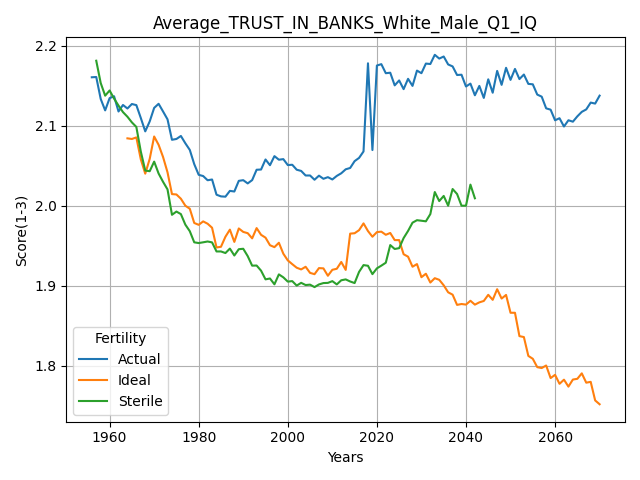 Average_TRUST_IN_BANKS_White_Male_Q1_IQ
Score(1-3)
2.2
2.1
2.0
1.9
1.8
Fertility
Actual
Ideal
Sterile
1960
1980
2000
2020
2040
2060
Years